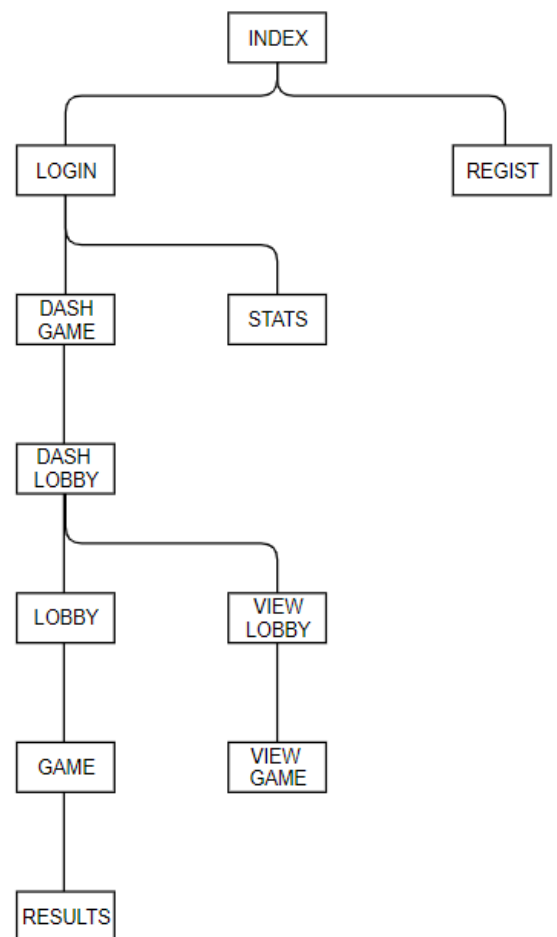 INDEX
LOGIN
REGIST
DASH
GAME
STATS
DASH
LOBBY
LOBBY
VIEW
LOBBY
GAME
VIEW
GAME
RESULTS